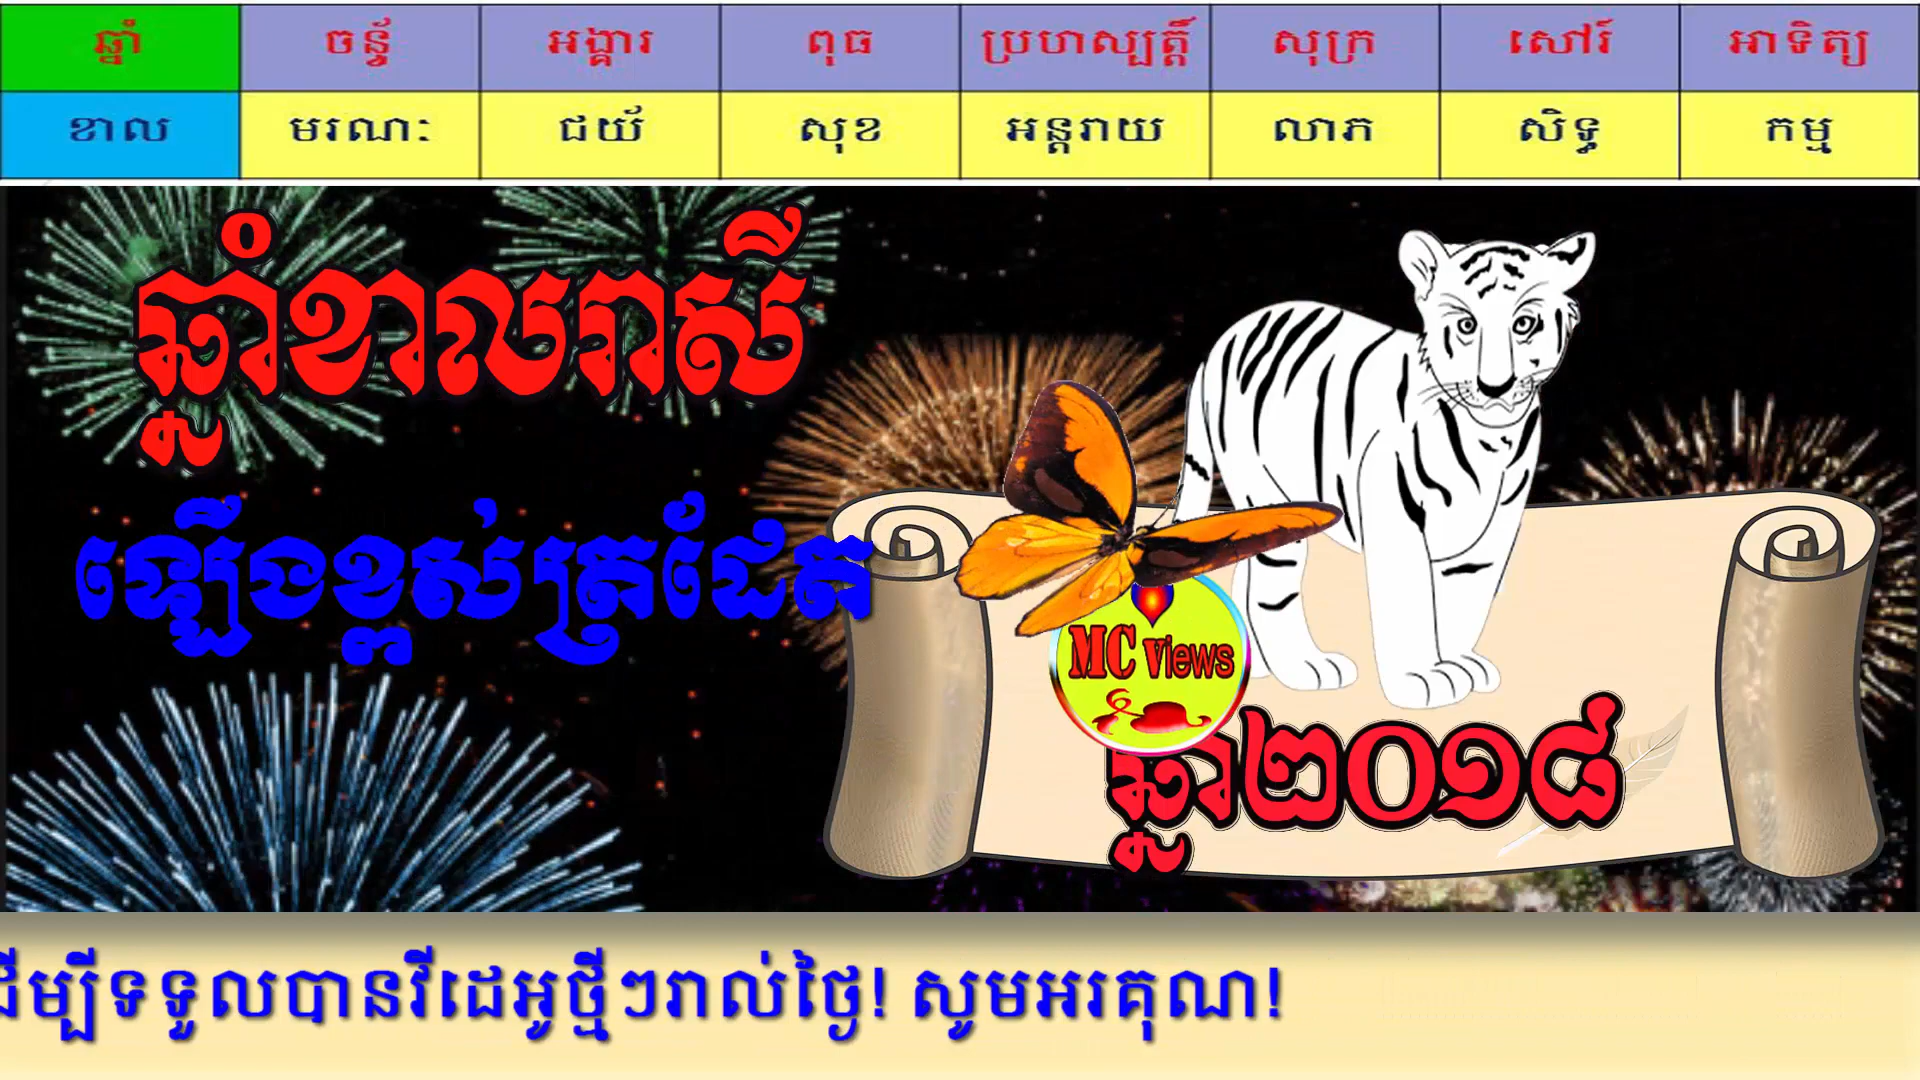 ឆ្នាំ ចន្ទ័ អង្គារ ពុធ ប្រហស្បត្តិ៍ សុក្រ សៅរ៍ អាទិត្យ
ខាល មរណៈ ជយ័ សុខ អន្តរាយ លាភ សិទ្ធ កម្ម
ឆ្នាំខាលរាសី
ឡើងខ្ពស់ត្រដែត
MC Views
ឆ្នាំ២០១៨
ដើម្បីទទួលបានវីដេអូថ្មីៗរាល់ថ្ងៃ! សូមអរគុណ!